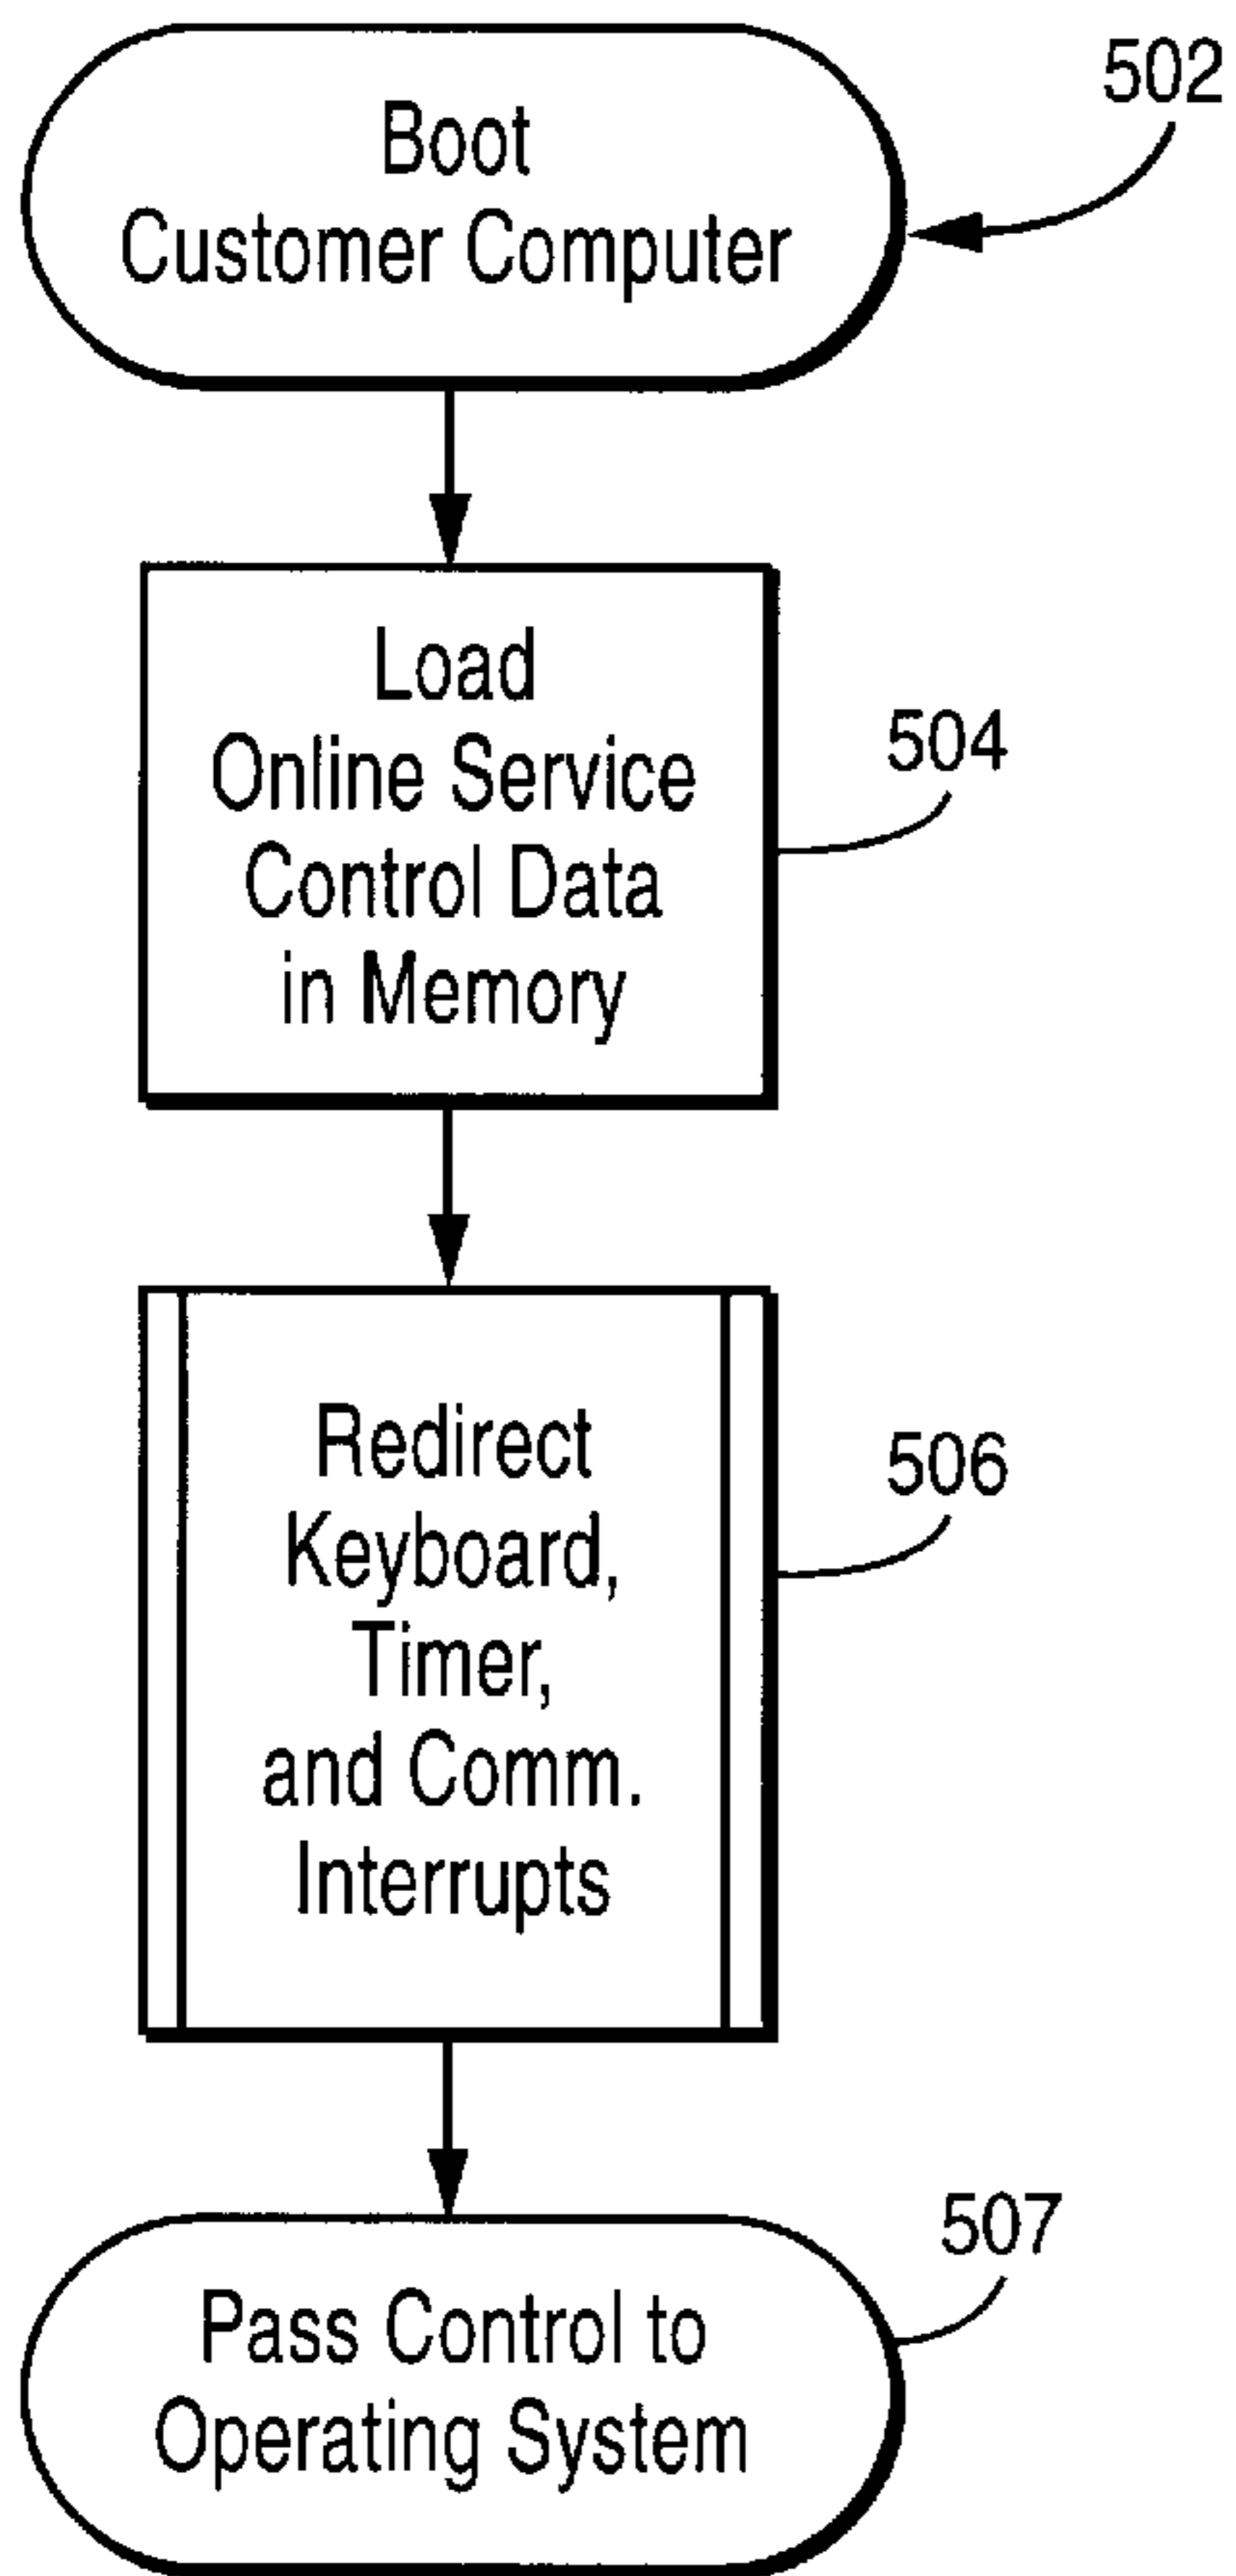 Boot
Customer Computer
502
Load
Online Service
Control Data
in Memory
504
Redirect
Keyboard,
Timer,
and Comm.
Interrupts
506
Pass Control to
Operating System
507